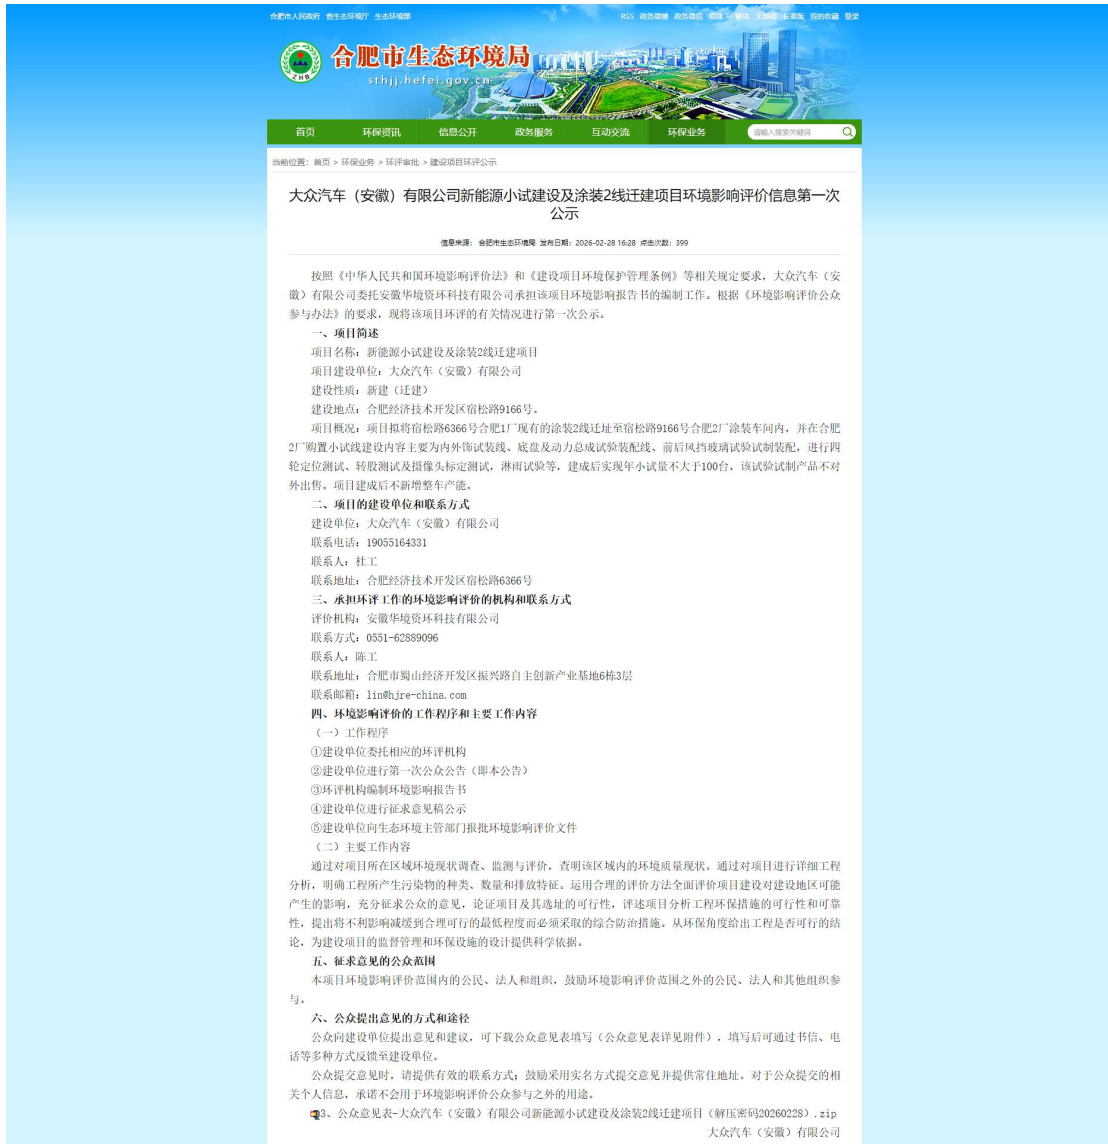 合肥市人民政府 省生态环境厅 生态环境部
RSS 政务微博 政务微信 简体 - 繁体 无障碍 长辈版 我的收藏 登录
ZHB
合肥市生态环境局
sthjj.hefei.gov.cn
首页 环保资讯 信息公开 政务服务 互动交流 环保业务 请输入搜索关键词
当前位置：首页 > 环保业务 > 环评审批 > 建设项目环评公示
大众汽车（安徽）有限公司新能源小试建设及涂装2线迁建项目环境影响评价信息第一次
公示
信息来源：合肥市生态环境局 发布日期：2026-02-28 16:28 点击次数：399
按照《中华人民共和国环境影响评价法》和《建设项目环境保护管理条例》等相关规定要求，大众汽车（安
徽）有限公司委托安徽华境资环科技有限公司承担该项目环境影响报告书的编制工作。根据《环境影响评价公众
参与办法》的要求，现将该项目环评的有关情况进行第一次公示。
一、项目简述
项目名称：新能源小试建设及涂装2线迁建项目
项目建设单位：大众汽车（安徽）有限公司
建设性质：新建（迁建）
建设地点：合肥经济技术开发区宿松路9166号。
项目概况：项目拟将宿松路6366号合肥1厂现有的涂装2线迁址至宿松路9166号合肥2厂涂装车间内，并在合肥
2厂购置小试线建设内容主要为内外饰试装线、底盘及动力总成试验装配线、前后风挡玻璃试验试制装配，进行四
轮定位测试、转股测试及摄像头标定测试，淋雨试验等，建成后实现年小试量不大于100台，该试验试制产品不对
外出售。项目建成后不新增整车产能。
二、项目的建设单位和联系方式
建设单位：大众汽车（安徽）有限公司
联系电话：19055164331
联系人：杜工
联系地址：合肥经济技术开发区宿松路6366号
三、承担环评工作的环境影响评价的机构和联系方式
评价机构：安徽华境资环科技有限公司
联系方式：0551-62889096
联系人：陈工
联系地址：合肥市蜀山经济开发区振兴路自主创新产业基地6栋3层
联系邮箱：lin@hjre-china.com
四、环境影响评价的工作程序和主要工作内容
（一）工作程序
①建设单位委托相应的环评机构
②建设单位进行第一次公众公告（即本公告）
③环评机构编制环境影响报告书
④建设单位进行征求意见稿公示
⑤建设单位向生态环境主管部门报批环境影响评价文件
（二）主要工作内容
通过对项目所在区域环境现状调查、监测与评价，查明该区域内的环境质量现状。通过对项目进行详细工程
分析，明确工程所产生污染物的种类、数量和排放特征。运用合理的评价方法全面评价项目建设对建设地区可能
产生的影响，充分征求公众的意见，论证项目及其选址的可行性，评述项目分析工程环保措施的可行性和可靠
性，提出将不利影响减缓到合理可行的最低程度而必须采取的综合防治措施。从环保角度给出工程是否可行的结
论，为建设项目的监督管理和环保设施的设计提供科学依据。
五、征求意见的公众范围
本项目环境影响评价范围内的公民、法人和组织，鼓励环境影响评价范围之外的公民、法人和其他组织参
与。
六、公众提出意见的方式和途径
公众向建设单位提出意见和建议，可下载公众意见表填写（公众意见表详见附件），填写后可通过书信、电
话等多种方式反馈至建设单位。
公众提交意见时，请提供有效的联系方式；鼓励采用实名方式提交意见并提供常住地址。对于公众提交的相
关个人信息，承诺不会用于环境影响评价公众参与之外的用途。
3、公众意见表-大众汽车（安徽）有限公司新能源小试建设及涂装2线迁建项目（解压密码20260228）.zip
大众汽车（安徽）有限公司